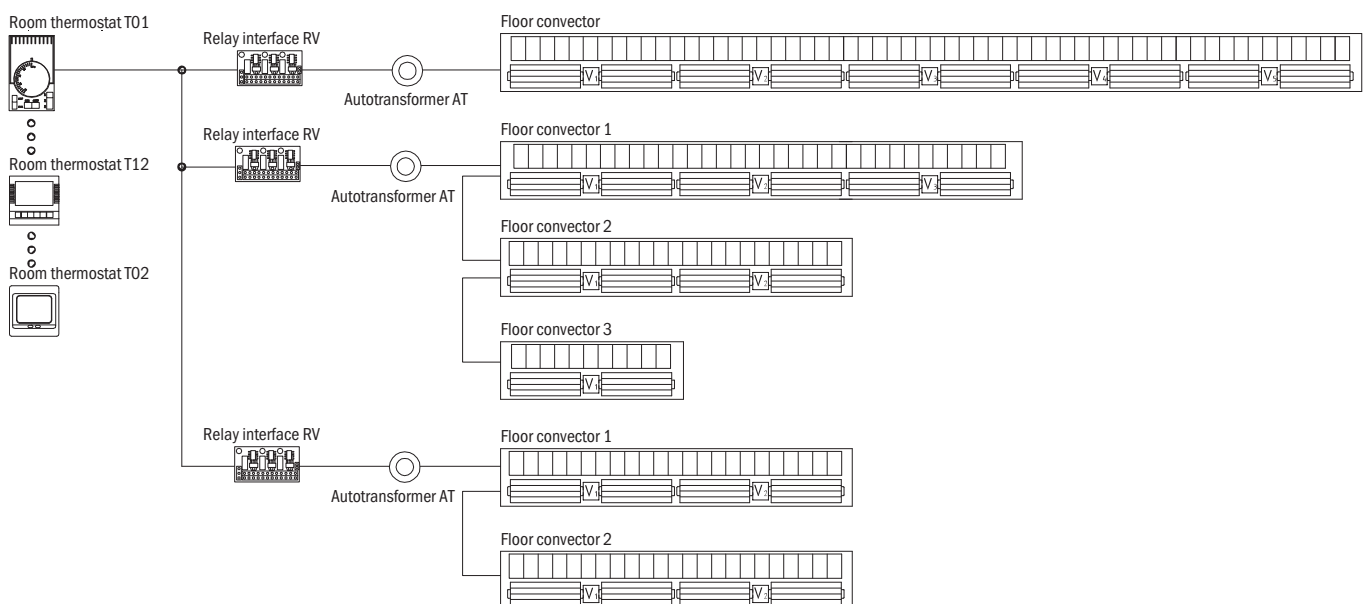 Room thermostat T01
Relay interface RV
Autotransformer AT
Floor convector
V1 V2 V3 V4 V5
Room thermostat T12
Relay interface RV
Autotransformer AT
Floor convector 1
V1 V2 V3
Floor convector 2
V1 V2
Room thermostat T02
Floor convector 3
V1
Relay interface RV
Autotransformer AT
Floor convector 1
V1 V2
Floor convector 2
V1 V2